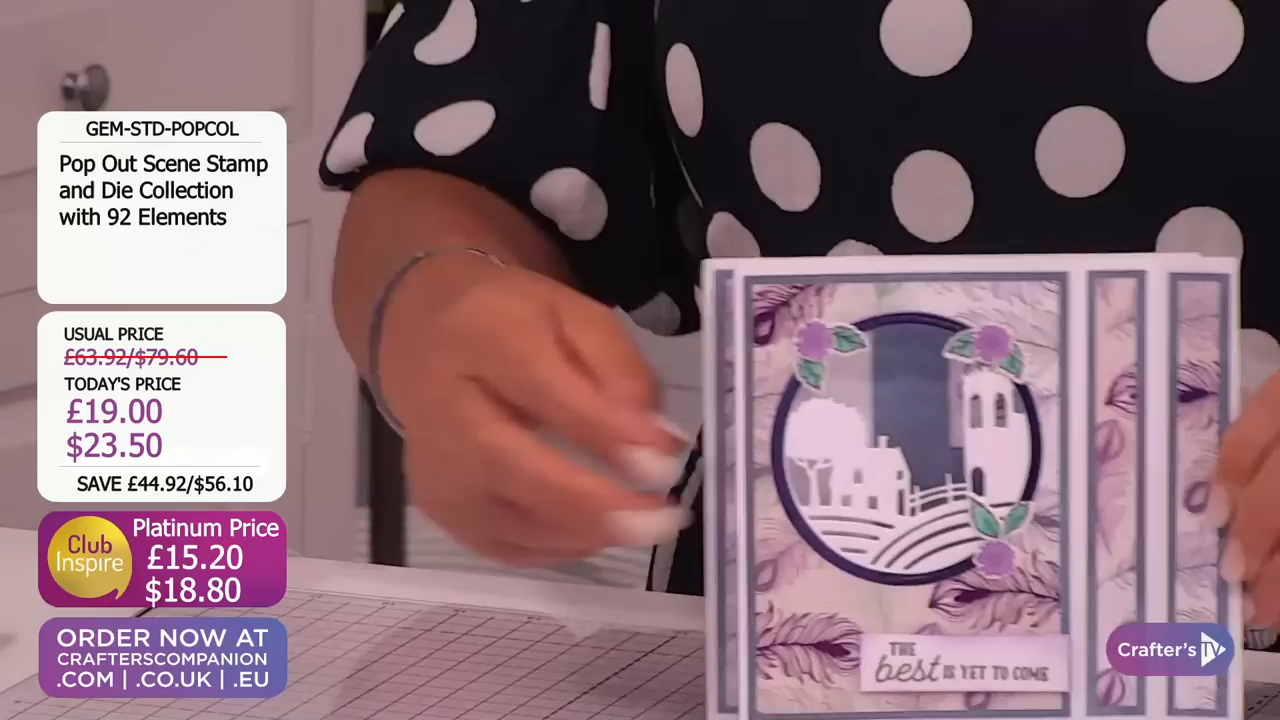 GEM-STD-POPCOL
Pop Out Scene Stamp
and Die Collection
with 92 Elements
USUAL PRICE
£63.92/$79.60
TODAY'S PRICE
£19.00
$23.50
SAVE £44.92/$56.10
Club
Inspire
Platinum Price
£15.20
$18.80
ORDER NOW AT
CRAFTERSCOMPANION
.COM | .CO.UK | .EU
THE
best IS YET TO COME
Crafter's TV